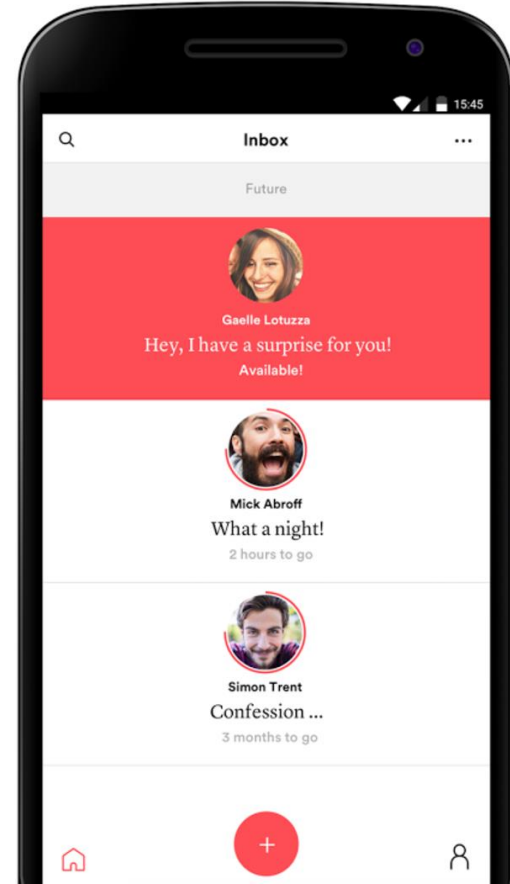 15:45
Inbox
Future
Gaelle Lotuzza
Hey, I have a surprise for you!
Available!
Mick Abroff
What a night!
2 hours to go
Simon Trent
Confession ...
3 months to go